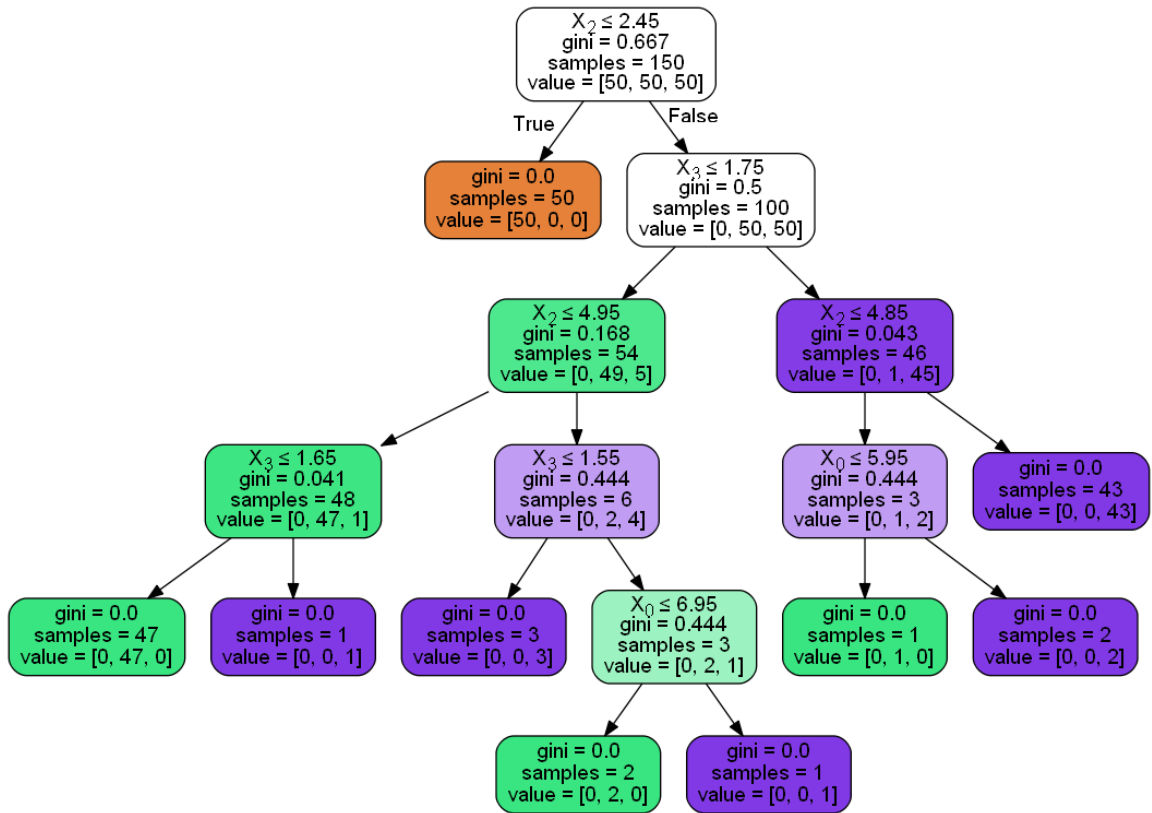 X₂ ≤ 2.45
gini = 0.667
samples = 150
value = [50, 50, 50]
True
False
gini = 0.0
samples = 50
value = [50, 0, 0]
X₃ ≤ 1.75
gini = 0.5
samples = 100
value = [0, 50, 50]
X₂ ≤ 4.95
gini = 0.168
samples = 54
value = [0, 49, 5]
X₂ ≤ 4.85
gini = 0.043
samples = 46
value = [0, 1, 45]
X₃ ≤ 1.65
gini = 0.041
samples = 48
value = [0, 47, 1]
X₃ ≤ 1.55
gini = 0.444
samples = 6
value = [0, 2, 4]
X₀ ≤ 5.95
gini = 0.444
samples = 3
value = [0, 1, 2]
gini = 0.0
samples = 43
value = [0, 0, 43]
gini = 0.0
samples = 47
value = [0, 47, 0]
gini = 0.0
samples = 1
value = [0, 0, 1]
gini = 0.0
samples = 3
value = [0, 0, 3]
X₀ ≤ 6.95
gini = 0.444
samples = 3
value = [0, 2, 1]
gini = 0.0
samples = 1
value = [0, 1, 0]
gini = 0.0
samples = 2
value = [0, 0, 2]
gini = 0.0
samples = 2
value = [0, 2, 0]
gini = 0.0
samples = 1
value = [0, 0, 1]